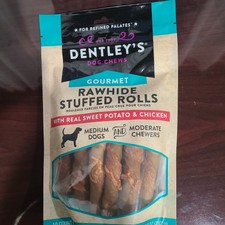 FOR REFINED PALATES
DENTLEY'S
DOG CHEWS
GOURMET
RAWHIDE
STUFFED ROLLS
WITH REAL SWEET POTATO & CHICKEN
MEDIUM DOGS
AND
MODERATE CHEWERS